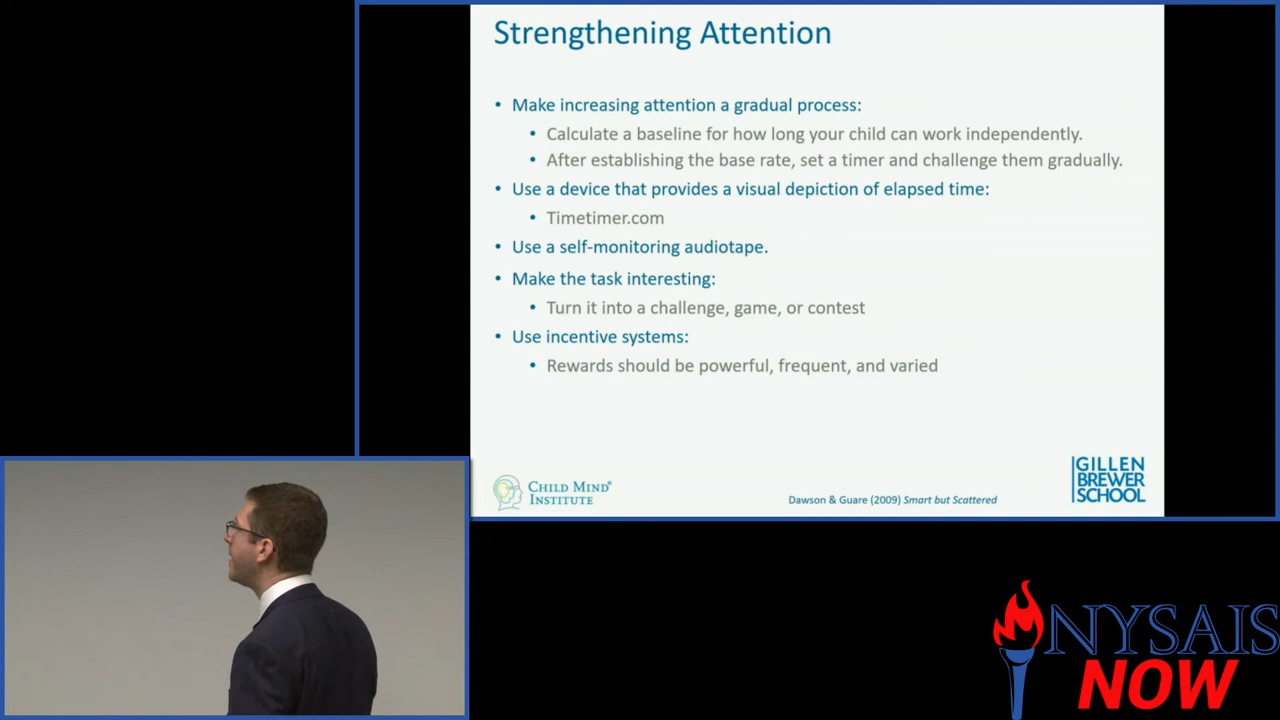 Strengthening Attention
• Make increasing attention a gradual process:
• Calculate a baseline for how long your child can work independently.
• After establishing the base rate, set a timer and challenge them gradually.
• Use a device that provides a visual depiction of elapsed time:
• Timetimer.com
• Use a self-monitoring audiotape.
• Make the task interesting:
• Turn it into a challenge, game, or contest
• Use incentive systems:
• Rewards should be powerful, frequent, and varied
CHILD MIND®
INSTITUTE
Dawson & Guare (2009) Smart but Scattered
GILLEN
BREWER
SCHOOL
NYSAIS
NOW